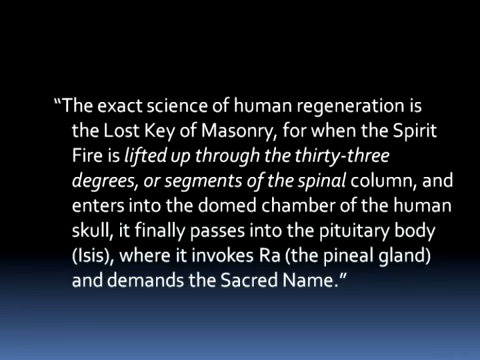 “The exact science of human regeneration is
the Lost Key of Masonry, for when the Spirit
Fire is lifted up through the thirty-three
degrees, or segments of the spinal column, and
enters into the domed chamber of the human
skull, it finally passes into the pituitary body
(Isis), where it invokes Ra (the pineal gland)
and demands the Sacred Name.”